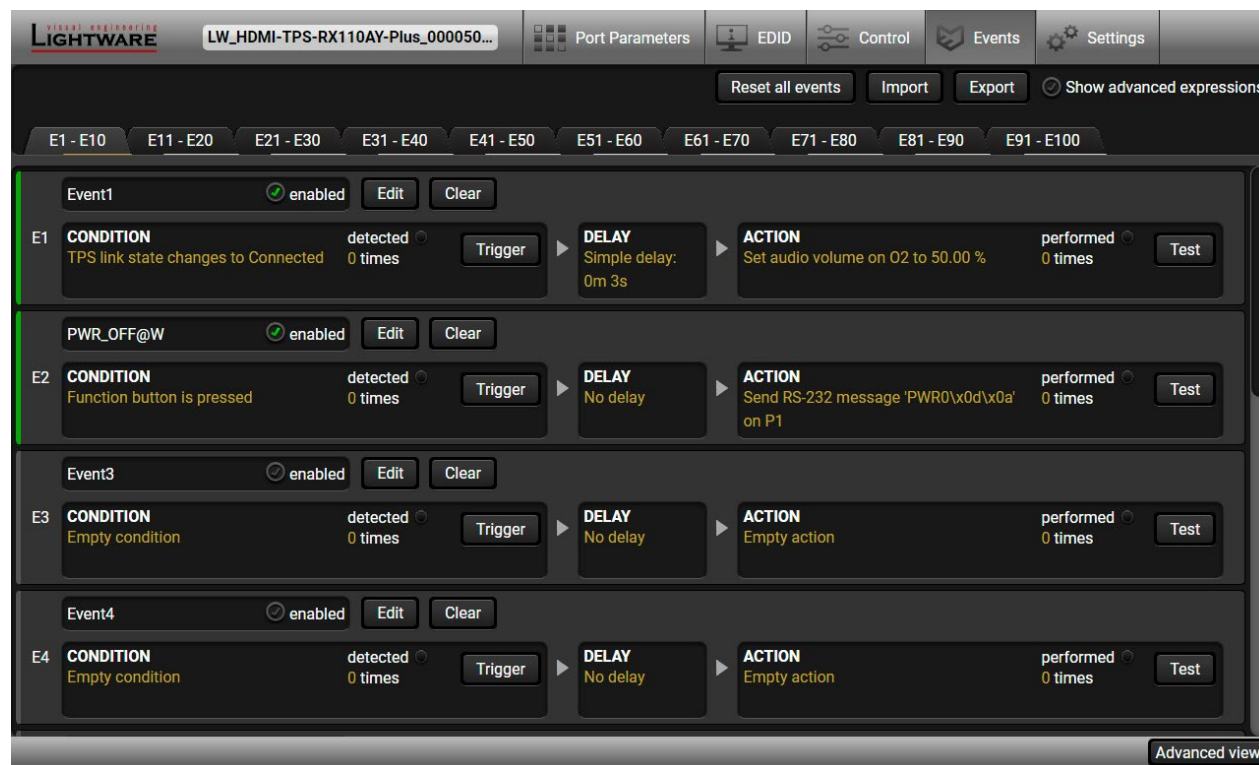 visual engineering
LIGHTWARE
LW_HDMI-TPS-RX110AY-Plus_000050...
Port Parameters
EDID
Control
Events
Settings
Reset all events
Import
Export
Show advanced expressions
E1 - E10
E11 - E20
E21 - E30
E31 - E40
E41 - E50
E51 - E60
E61 - E70
E71 - E80
E81 - E90
E91 - E100
Event1
enabled
Edit
Clear
E1
CONDITION
TPS link state changes to Connected
detected
0 times
Trigger
DELAY
Simple delay:
0m 3s
ACTION
Set audio volume on O2 to 50.00 %
performed
0 times
Test
PWR_OFF@W
enabled
Edit
Clear
E2
CONDITION
Function button is pressed
detected
0 times
Trigger
DELAY
No delay
ACTION
Send RS-232 message 'PWR0\x0d\x0a'
on P1
performed
0 times
Test
Event3
enabled
Edit
Clear
E3
CONDITION
Empty condition
detected
0 times
Trigger
DELAY
No delay
ACTION
Empty action
performed
0 times
Test
Event4
enabled
Edit
Clear
E4
CONDITION
Empty condition
detected
0 times
Trigger
DELAY
No delay
ACTION
Empty action
performed
0 times
Test
Advanced view